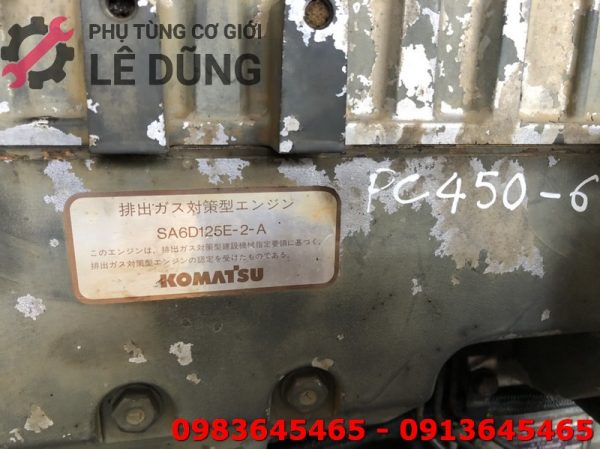 PHỤ TÙNG CƠ GIỚI
LÊ DŨNG
排出ガス対策型エンジン
SA6D125E-2-A
このエンジンは、排出ガス対策型建設機械指定要領に基づく、
排出ガス対策型エンジンの認定を受けたものである。
KOMATSU
PC450-6
0983645465 - 0913645465